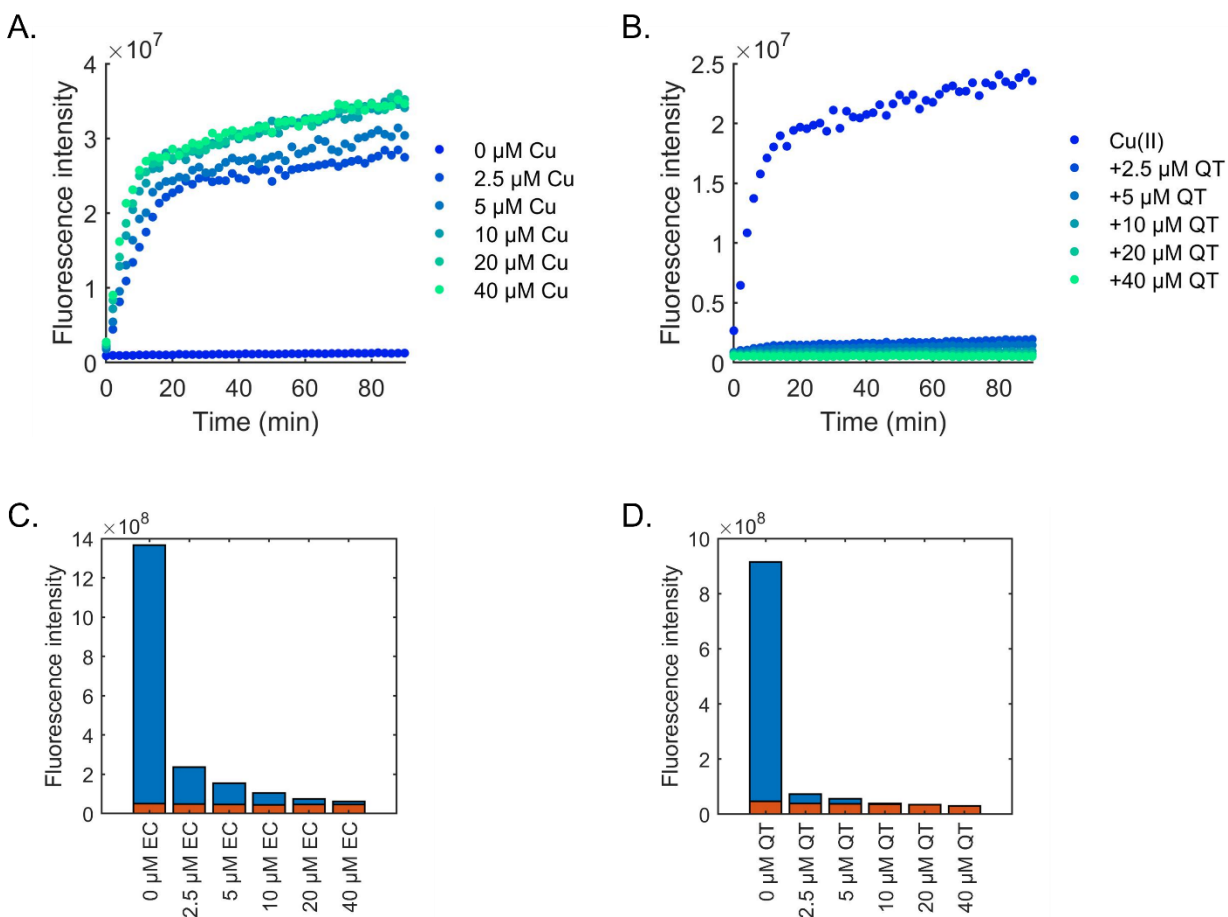 A.
×10⁷
4
3
2
1
0
0 20 40 60 80
Fluorescence intensity
Time (min)
0 µM Cu
2.5 µM Cu
5 µM Cu
10 µM Cu
20 µM Cu
40 µM Cu
B.
×10⁷
2.5
2
1.5
1
0.5
0
0 20 40 60 80
Fluorescence intensity
Time (min)
Cu(II)
+2.5 µM QT
+5 µM QT
+10 µM QT
+20 µM QT
+40 µM QT
C.
×10⁸
14
12
10
8
6
4
2
0
Fluorescence intensity
0 µM EC
2.5 µM EC
5 µM EC
10 µM EC
20 µM EC
40 µM EC
D.
×10⁸
10
8
6
4
2
0
Fluorescence intensity
0 µM QT
2.5 µM QT
5 µM QT
10 µM QT
20 µM QT
40 µM QT